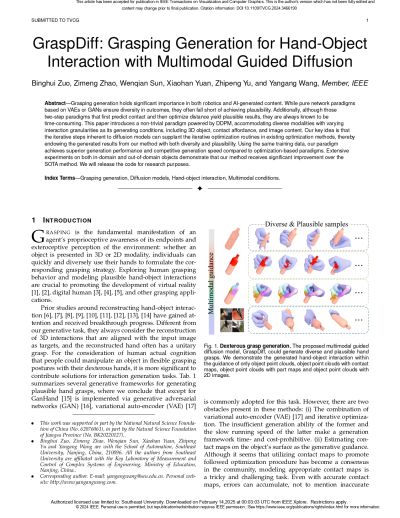 This article has been accepted for publication in IEEE Transactions on Visualization and Computer Graphics. This is the author's version which has not been fully edited and
content may change prior to final publication. Citation information: DOI 10.1109/TVCG.2024.3466190
SUBMITTED TO TVCG
1
GraspDiff: Grasping Generation for Hand-Object
Interaction with Multimodal Guided Diffusion
Binghui Zuo, Zimeng Zhao, Wenqian Sun, Xiaohan Yuan, Zhipeng Yu, and Yangang Wang, Member, IEEE
Abstract—Grasping generation holds significant importance in both robotics and AI-generated content. While pure network paradigms
based on VAEs or GANs ensure diversity in outcomes, they often fall short of achieving plausibility. Additionally, although those
two-step paradigms that first predict contact and then optimize distance yield plausible results, they are always known to be
time-consuming. This paper introduces a novel paradigm powered by DDPM, accommodating diverse modalities with varying
interaction granularities as its generating conditions, including 3D object, contact affordance, and image content. Our key idea is that
the iterative steps inherent to diffusion models can supplant the iterative optimization routines in existing optimization methods, thereby
endowing the generated results from our method with both diversity and plausibility. Using the same training data, our paradigm
achieves superior generation performance and competitive generation speed compared to optimization-based paradigms. Extensive
experiments on both in-domain and out-of-domain objects demonstrate that our method receives significant improvement over the
SOTA method. We will release the code for research purposes.
Index Terms—Grasping generation, Diffusion models, Hand-object interaction, Multimodal conditions.
1 INTRODUCTION
GRASPING is the fundamental manifestation of an
agent's proprioceptive awareness of its endpoints and
exteroceptive perception of the environment: whether an
object is presented in 3D or 2D modality, individuals can
quickly and diversely use their hands to formulate the cor-
responding grasping strategy. Exploring human grasping
behavior and modeling plausible hand-object interactions
are crucial to promoting the development of virtual reality
[1], [2], digital human [3], [4], [5], and other grasping appli-
cations.
Prior studies around reconstructing hand-object inter-
action [6], [7], [8], [9], [10], [11], [12], [13], [14] have gained at-
tention and received breakthrough progress. Different from
our generative task, they always consider the reconstruction
of 3D interactions that are aligned with the input image
as targets, and the reconstructed hand often has a unitary
grasp. For the consideration of human actual cognition
that people could manipulate an object in flexible grasping
postures with their dexterous hands, it is more significant to
contribute solutions for interaction generation tasks. Tab. 1
summarizes several generative frameworks for generating
plausible hand grasps, where we conclude that except for
GanHand [15] is implemented via generative adversarial
networks (GAN) [16], variational auto-encoder (VAE) [17]
• This work was supported in part by the National Science Foundation
of China (No. 62076061), in part by the Natural Science Foundation
of Jiangsu Province (No. BK20220127).
• Binghui Zuo, Zimeng Zhao, Wenqian Sun, Xiaohan Yuan, Zhipeng Yu
and Yangang Wang are with the School of Automation, Southeast
University, Nanjing, China, 210096. All the authors from Southeast
University are affiliated with the Key Laboratory of Measurement and
Control of Complex Systems of Engineering, Ministry of Education,
Nanjing, China.
• Corresponding author: E-mail: yangangwang@seu.edu.cn. Personal web-
site: http://www.yangangwang.com.
Diverse & Plausible samples
Multimodal guidance
Fig. 1. Dexterous grasp generation. The proposed multimodal guided
diffusion model, GraspDiff, could generate diverse and plausible hand
grasps. We demonstrate the generated hand-object interaction within
the guidance of only object point clouds, object point clouds with contact
maps, object point clouds with part maps and object point clouds with
2D images.
is commonly adopted for this task. However, there are two
obstacles present in these methods: (i) The combination of
variational auto-encoder (VAE) [17] and iterative optimiza-
tion. The insufficient generation ability of the former and
the slow running speed of the latter make a generation
framework time- and cost-prohibitive. (ii) Estimating con-
tact maps on the object's surface as the generative guidance.
Although it seems that utilizing contact maps to promote
followed optimization procedure has become a consensus in
the community, modeling appropriate contact maps is a
tricky and challenging task. Even with accurate contact
maps, errors can accumulate, not to mention inaccurate
Authorized licensed use limited to: Southeast University. Downloaded on February 14,2025 at 00:03:03 UTC from IEEE Xplore. Restrictions apply.
© 2024 IEEE. Personal use is permitted, but republication/redistribution requires IEEE permission. See https://www.ieee.org/publications/rights/index.html for more information.